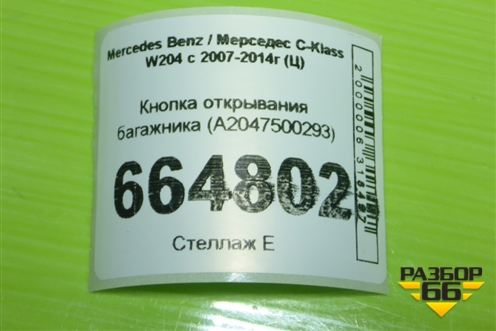 Mercedes Benz / Мерседес C-Klass
W204 с 2007-2014г (Ц)
Кнопка открывания
багажника (A2047500293)
664802
Стеллаж Е
РАЗБОР
66